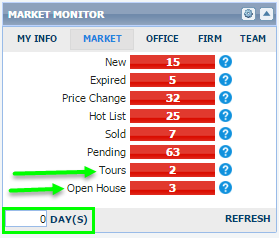 MARKET MONITOR
MY INFO MARKET OFFICE FIRM TEAM
New 15 ?
Expired 5 ?
Price Change 32 ?
Hot List 25 ?
Sold 7 ?
Pending 63 ?
Tours 2 ?
Open House 3 ?
0 DAY(S) REFRESH